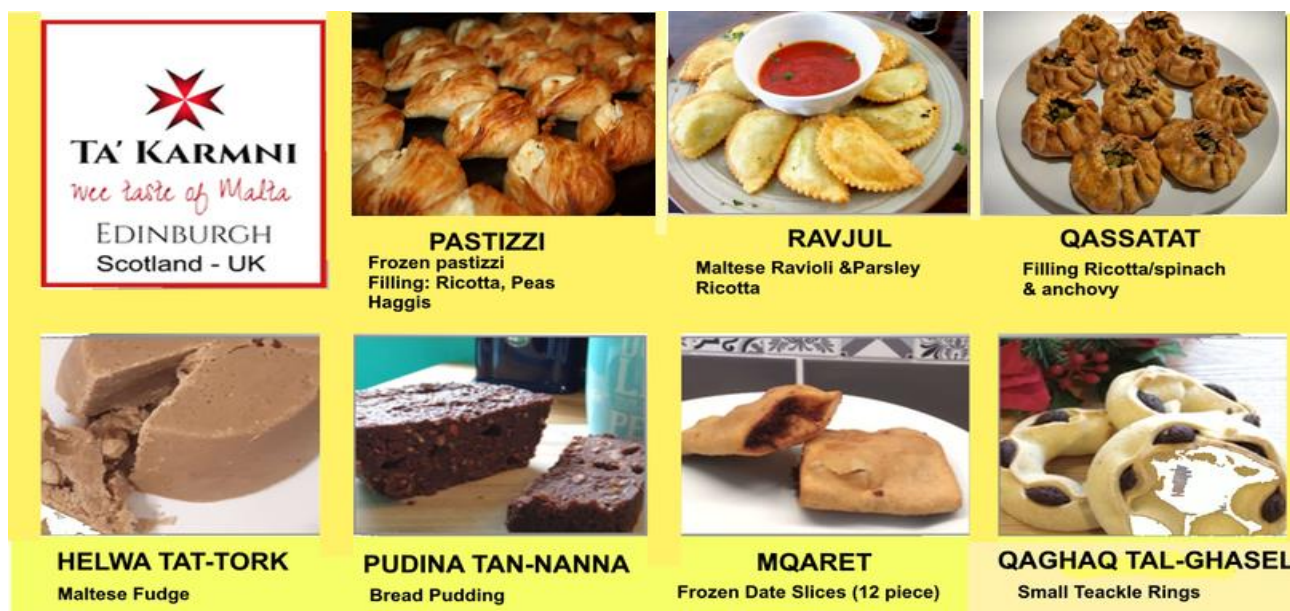 TA' KARMNI
wee taste of Malta
EDINBURGH
Scotland - UK
PASTIZZI
Frozen pastizzi
Filling: Ricotta, Peas
Haggis
RAVJUL
Maltese Ravioli &Parsley
Ricotta
QASSATAT
Filling Ricotta/spinach
& anchovy
HELWA TAT-TORK
Maltese Fudge
PUDINA TAN-NANNA
Bread Pudding
MQARET
Frozen Date Slices (12 piece)
QAGHAQ TAL-GHASEL
Small Teackle Rings